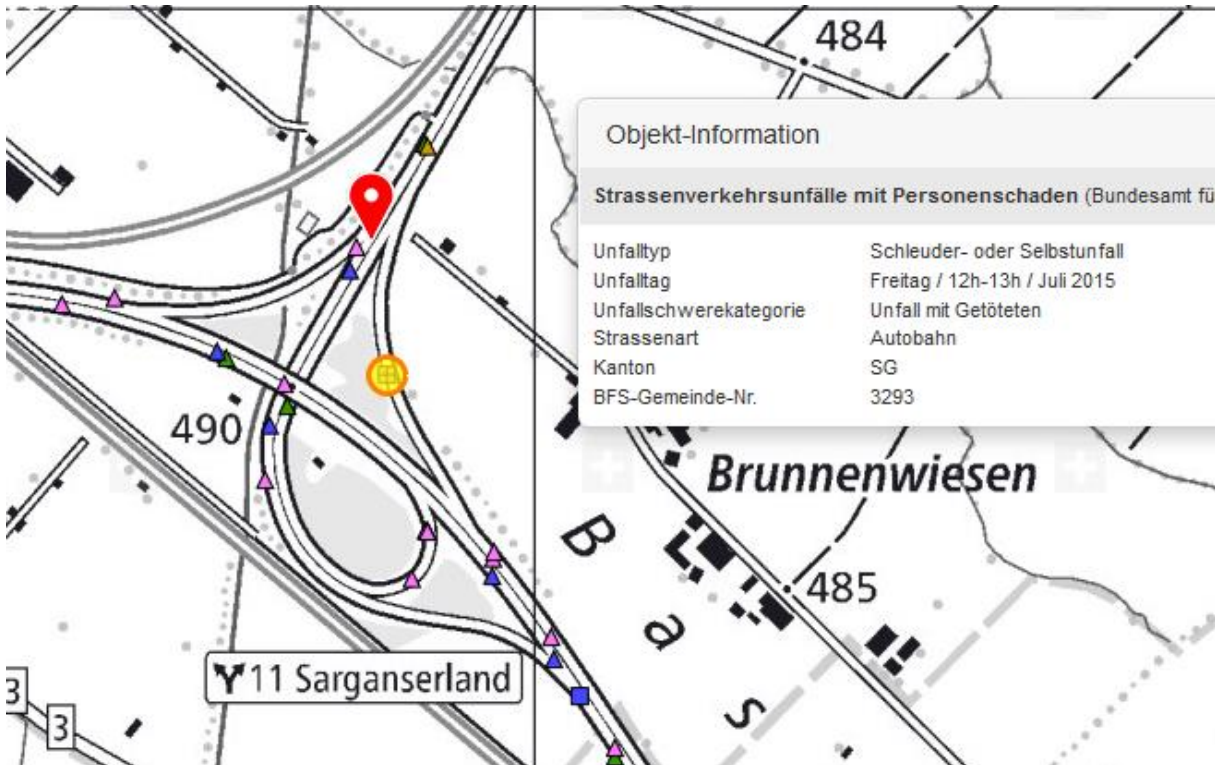 484
Objekt-Information
Strassenverkehrsunfälle mit Personenschaden (Bundesamt fü
Unfalltyp Schleuder- oder Selbstunfall
Unfalltag Freitag / 12h-13h / Juli 2015
Unfallschwerekategorie Unfall mit Getöteten
Strassenart Autobahn
Kanton SG
BFS-Gemeinde-Nr. 3293
490
Brunnenwiesen
B
485
a
11 Sarganserland
s
3
3